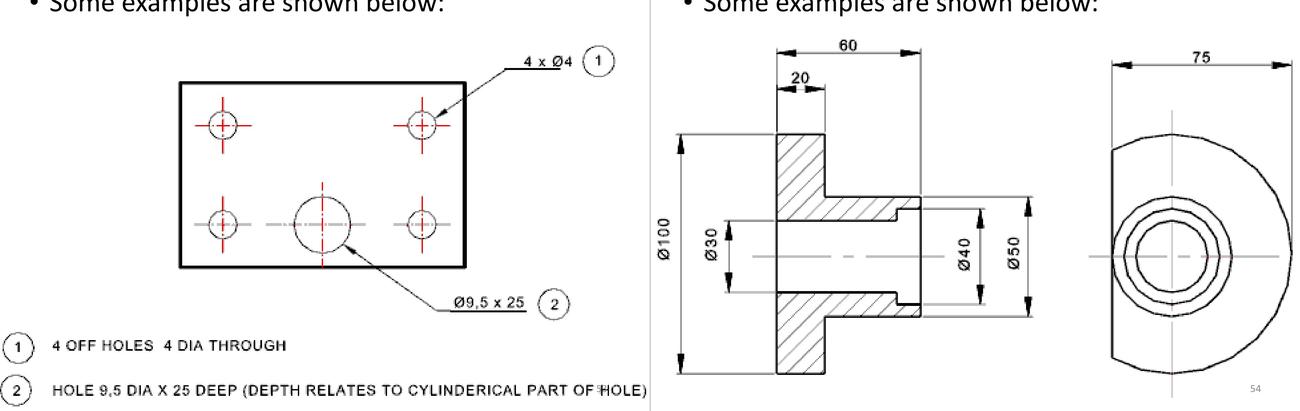 • Some examples are shown below:
4 x Ø4 1
Ø9,5 x 25 2
1 4 OFF HOLES 4 DIA THROUGH
2 HOLE 9,5 DIA X 25 DEEP (DEPTH RELATES TO CYLINDERICAL PART OF HOLE)
• Some examples are shown below:
60
20
Ø100
Ø30
Ø40
Ø50
75
54